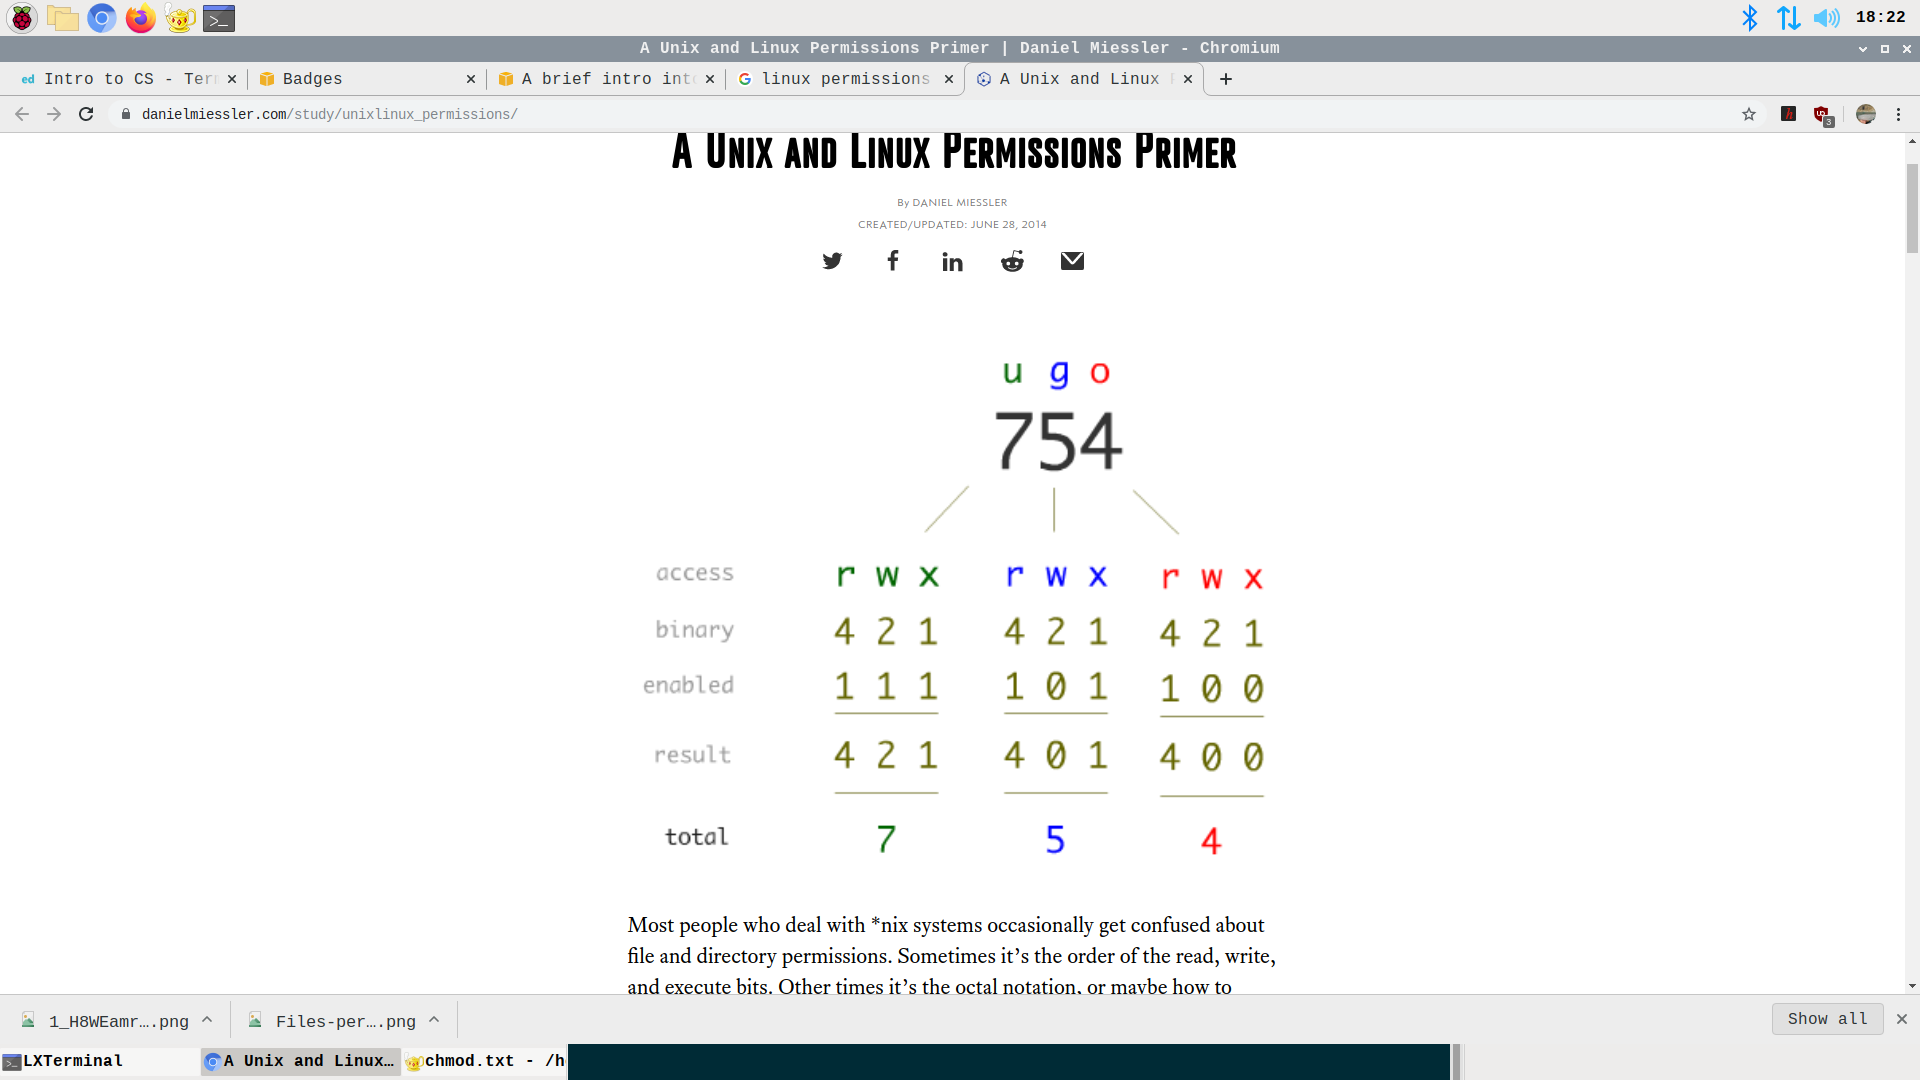 18:22
A Unix and Linux Permissions Primer | Daniel Miessler - Chromium
ed Intro to CS - Ter
Badges
A brief intro int
linux permissions
A Unix and Linux
danielmiessler.com/study/unixlinux_permissions/
3
A Unix and Linux Permissions Primer
By DANIEL MIESSLER
CREATED/UPDATED: JUNE 28, 2014
u g o
754
access r w x r w x r w x
binary 4 2 1 4 2 1 4 2 1
enabled 1 1 1 1 0 1 1 0 0
result 4 2 1 4 0 1 4 0 0
total 7 5 4
Most people who deal with *nix systems occasionally get confused about
file and directory permissions. Sometimes it’s the order of the read, write,
and execute bits. Other times it’s the octal notation, or maybe how to
1_H8WEamr….png
Files-per….png
Show all
LXTerminal
A Unix and Linux…
chmod.txt - /h